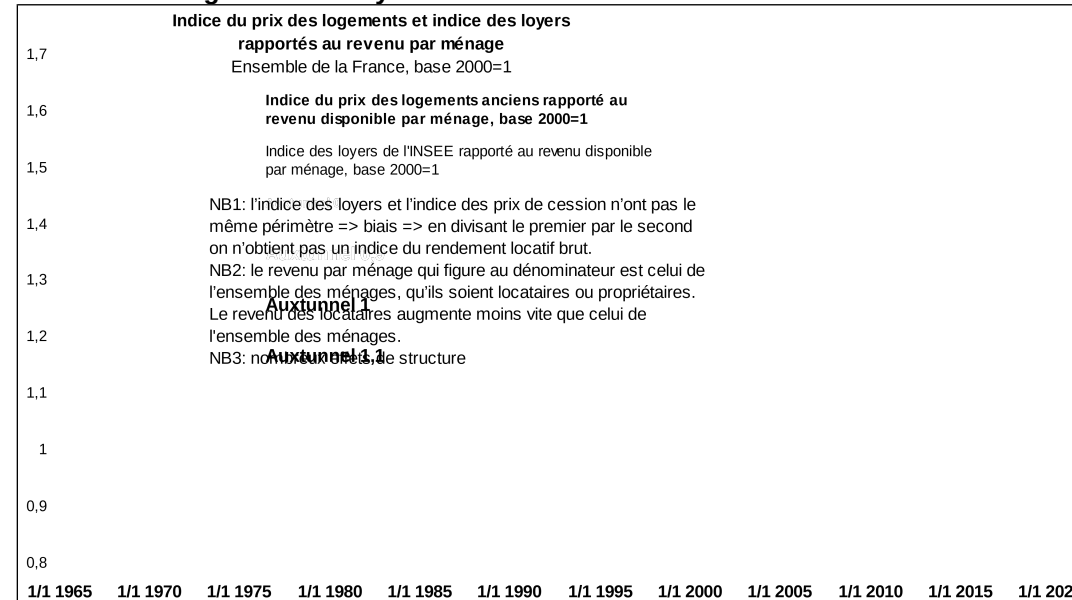 Indice du prix des logements et indice des loyers
rapportés au revenu par ménage
Ensemble de la France, base 2000=1
1,7
Indice du prix des logements anciens rapporté au
revenu disponible par ménage, base 2000=1
1,6
Indice des loyers de l'INSEE rapporté au revenu disponible
par ménage, base 2000=1
1,5
NB1: l’indice des loyers et l’indice des prix de cession n’ont pas le
même périmètre => biais => en divisant le premier par le second
on n’obtient pas un indice du rendement locatif brut.
NB2: le revenu par ménage qui figure au dénominateur est celui de
l’ensemble des ménages, qu’ils soient locataires ou propriétaires.
Le revenu des locataires augmente moins vite que celui de
l'ensemble des ménages.
NB3: nombreux effets de structure
Auxtunnel 1
Auxtunnel 1,1
1,4
1,3
1,2
1,1
1
0,9
0,8
1/1 1965 1/1 1970 1/1 1975 1/1 1980 1/1 1985 1/1 1990 1/1 1995 1/1 2000 1/1 2005 1/1 2010 1/1 2015 1/1 202